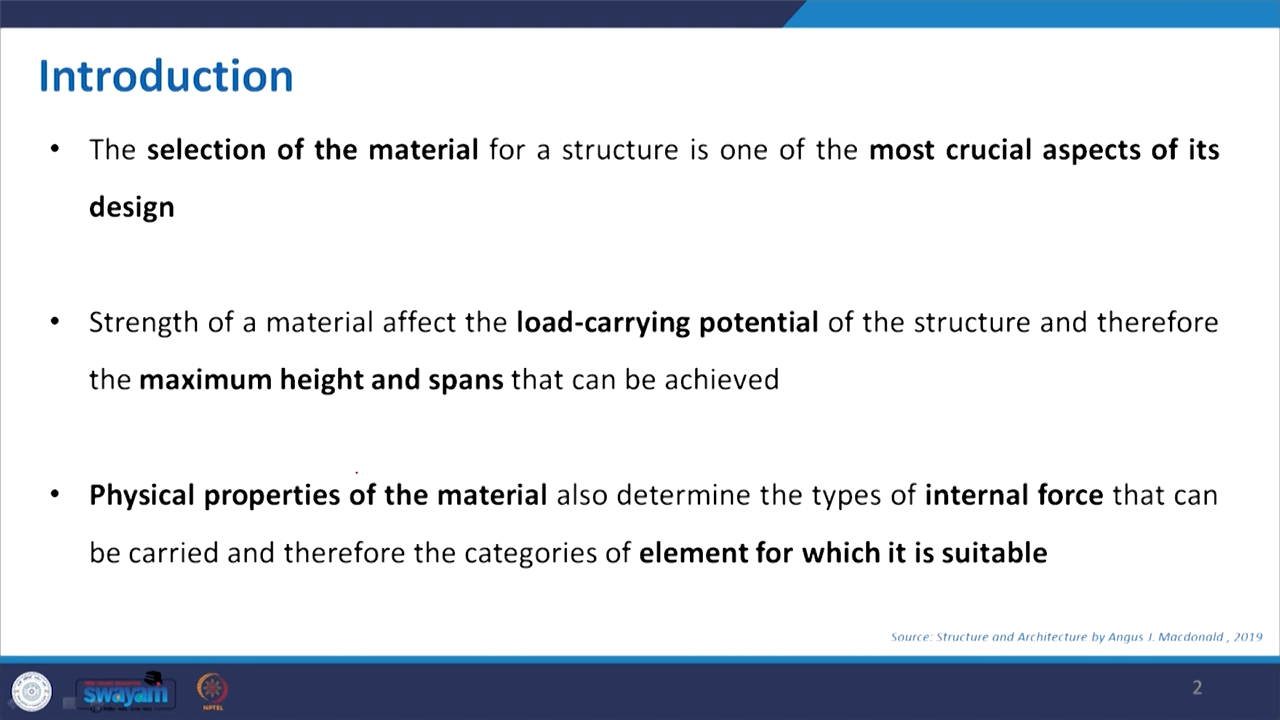 Introduction
• The selection of the material for a structure is one of the most crucial aspects of its
design
• Strength of a material affect the load-carrying potential of the structure and therefore
the maximum height and spans that can be achieved
• Physical properties of the material also determine the types of internal force that can
be carried and therefore the categories of element for which it is suitable
Source: Structure and Architecture by Angus J. Macdonald , 2019
swayam
NPTEL
2